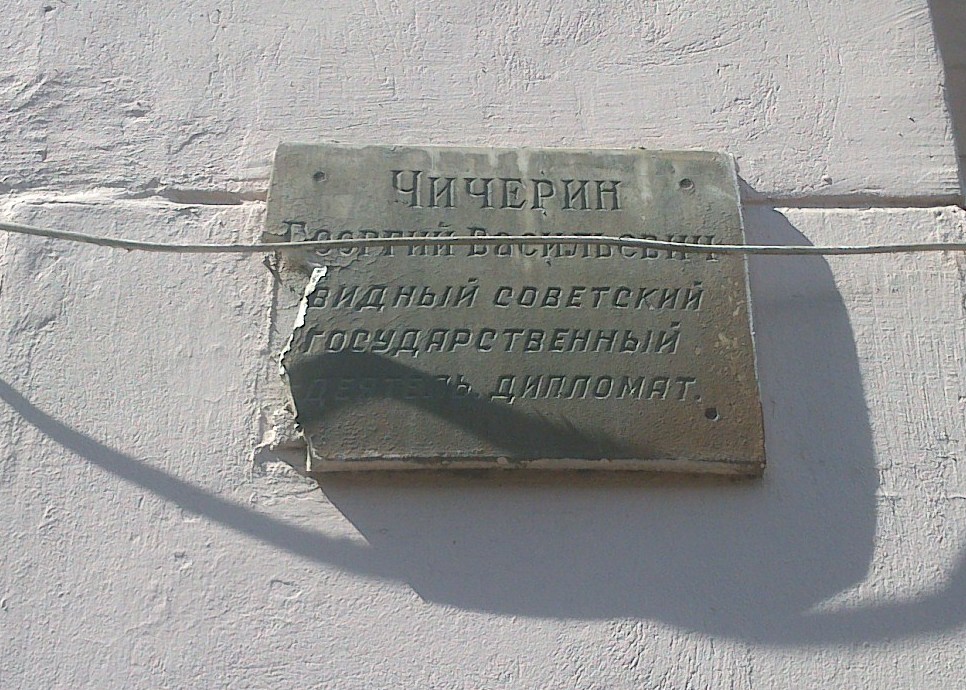 ЧИЧЕРИН
Георгий Васильевич
ВИДНЫЙ СОВЕТСКИЙ
ГОСУДАРСТВЕННЫЙ
ДЕЯТЕЛЬ, ДИПЛОМАТ.